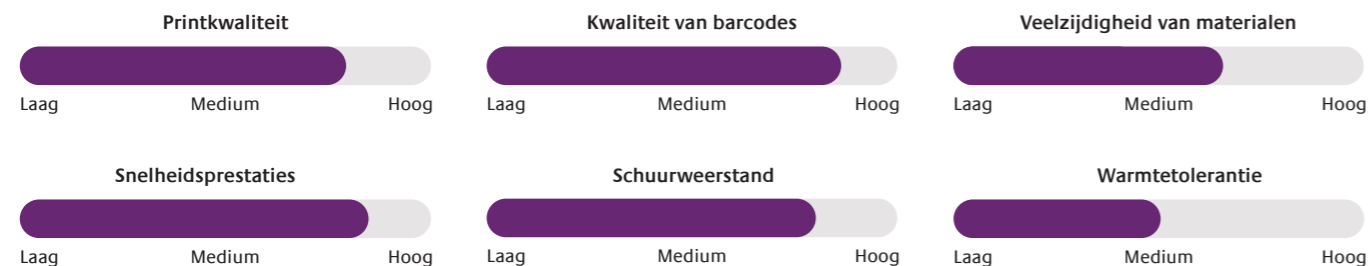 Printkwaliteit
Kwaliteit van barcodes
Veelzijdigheid van materialen
Laag Medium Hoog
Laag Medium Hoog
Laag Medium Hoog
Snelheidsprestaties
Schuurweerstand
Warmtetolerantie
Laag Medium Hoog
Laag Medium Hoog
Laag Medium Hoog